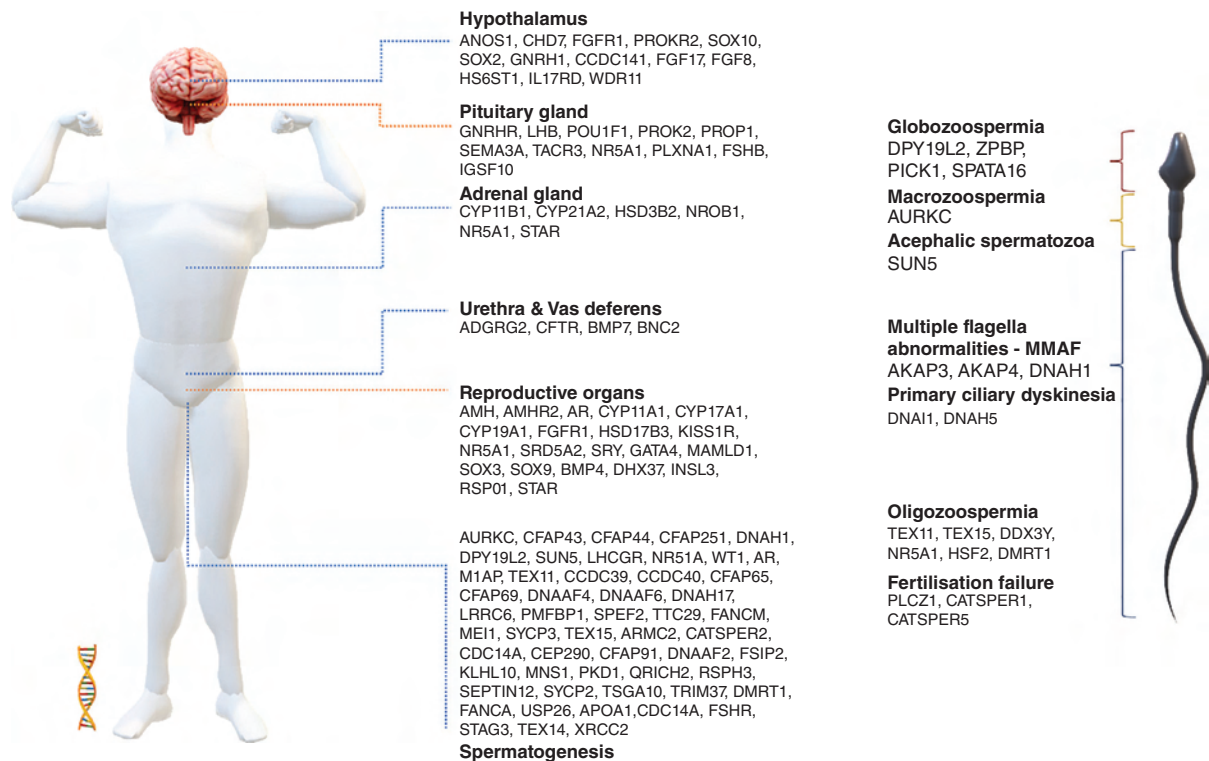 Hypothalamus
ANOS1, CHD7, FGFR1, PROKR2, SOX10,
SOX2, GNRH1, CCDC141, FGF17, FGF8,
HS6ST1, IL17RD, WDR11
Pituitary gland
GNRHR, LHB, POU1F1, PROK2, PROP1,
SEMA3A, TACR3, NR5A1, PLXNA1, FSHB,
IGSF10
Adrenal gland
CYP11B1, CYP21A2, HSD3B2, NROB1,
NR5A1, STAR
Urethra & Vas deferens
ADGRG2, CFTR, BMP7, BNC2
Reproductive organs
AMH, AMHR2, AR, CYP11A1, CYP17A1,
CYP19A1, FGFR1, HSD17B3, KISS1R,
NR5A1, SRD5A2, SRY, GATA4, MAMLD1,
SOX3, SOX9, BMP4, DHX37, INSL3,
RSP01, STAR
AURKC, CFAP43, CFAP44, CFAP251, DNAH1,
DPY19L2, SUN5, LHCGR, NR51A, WT1, AR,
M1AP, TEX11, CCDC39, CCDC40, CFAP65,
CFAP69, DNAAF4, DNAAF6, DNAH17,
LRRC6, PMFBP1, SPEF2, TTC29, FANCM,
MEI1, SYCP3, TEX15, ARMC2, CATSPER2,
CDC14A, CEP290, CFAP91, DNAAF2, FSIP2,
KLHL10, MNS1, PKD1, QRICH2, RSPH3,
SEPTIN12, SYCP2, TSGA10, TRIM37, DMRT1,
FANCA, USP26, APOA1,CDC14A, FSHR,
STAG3, TEX14, XRCC2
Spermatogenesis
Globozoospermia
DPY19L2, ZPBP,
PICK1, SPATA16
Macrozoospermia
AURKC
Acephalic spermatozoa
SUN5
Multiple flagella
abnormalities - MMAF
AKAP3, AKAP4, DNAH1
Primary ciliary dyskinesia
DNAI1, DNAH5
Oligozoospermia
TEX11, TEX15, DDX3Y,
NR5A1, HSF2, DMRT1
Fertilisation failure
PLCZ1, CATSPER1,
CATSPER5